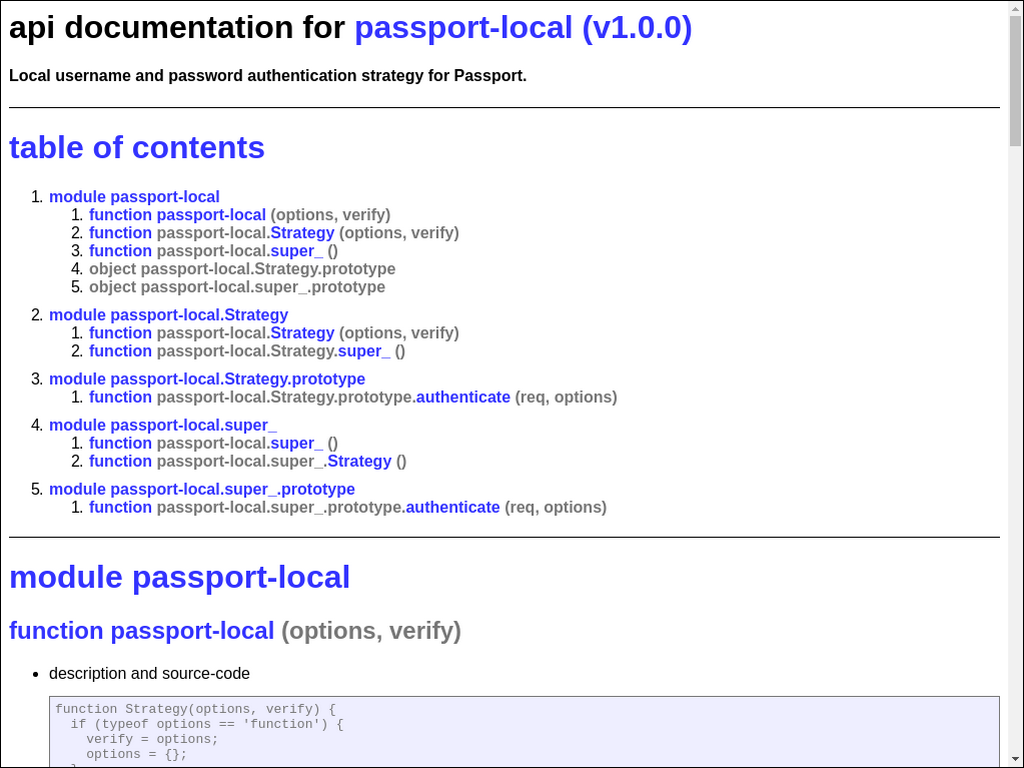 api documentation for passport-local (v1.0.0)
Local username and password authentication strategy for Passport.
table of contents
1. module passport-local
1. function passport-local (options, verify)
2. function passport-local.Strategy (options, verify)
3. function passport-local.super_ ()
4. object passport-local.Strategy.prototype
5. object passport-local.super_.prototype
2. module passport-local.Strategy
1. function passport-local.Strategy (options, verify)
2. function passport-local.Strategy.super_ ()
3. module passport-local.Strategy.prototype
1. function passport-local.Strategy.prototype.authenticate (req, options)
4. module passport-local.super_
1. function passport-local.super_ ()
2. function passport-local.super_.Strategy ()
5. module passport-local.super_.prototype
1. function passport-local.super_.prototype.authenticate (req, options)
module passport-local
function passport-local (options, verify)
• description and source-code
function Strategy(options, verify) {
  if (typeof options == 'function') {
    verify = options;
    options = {};